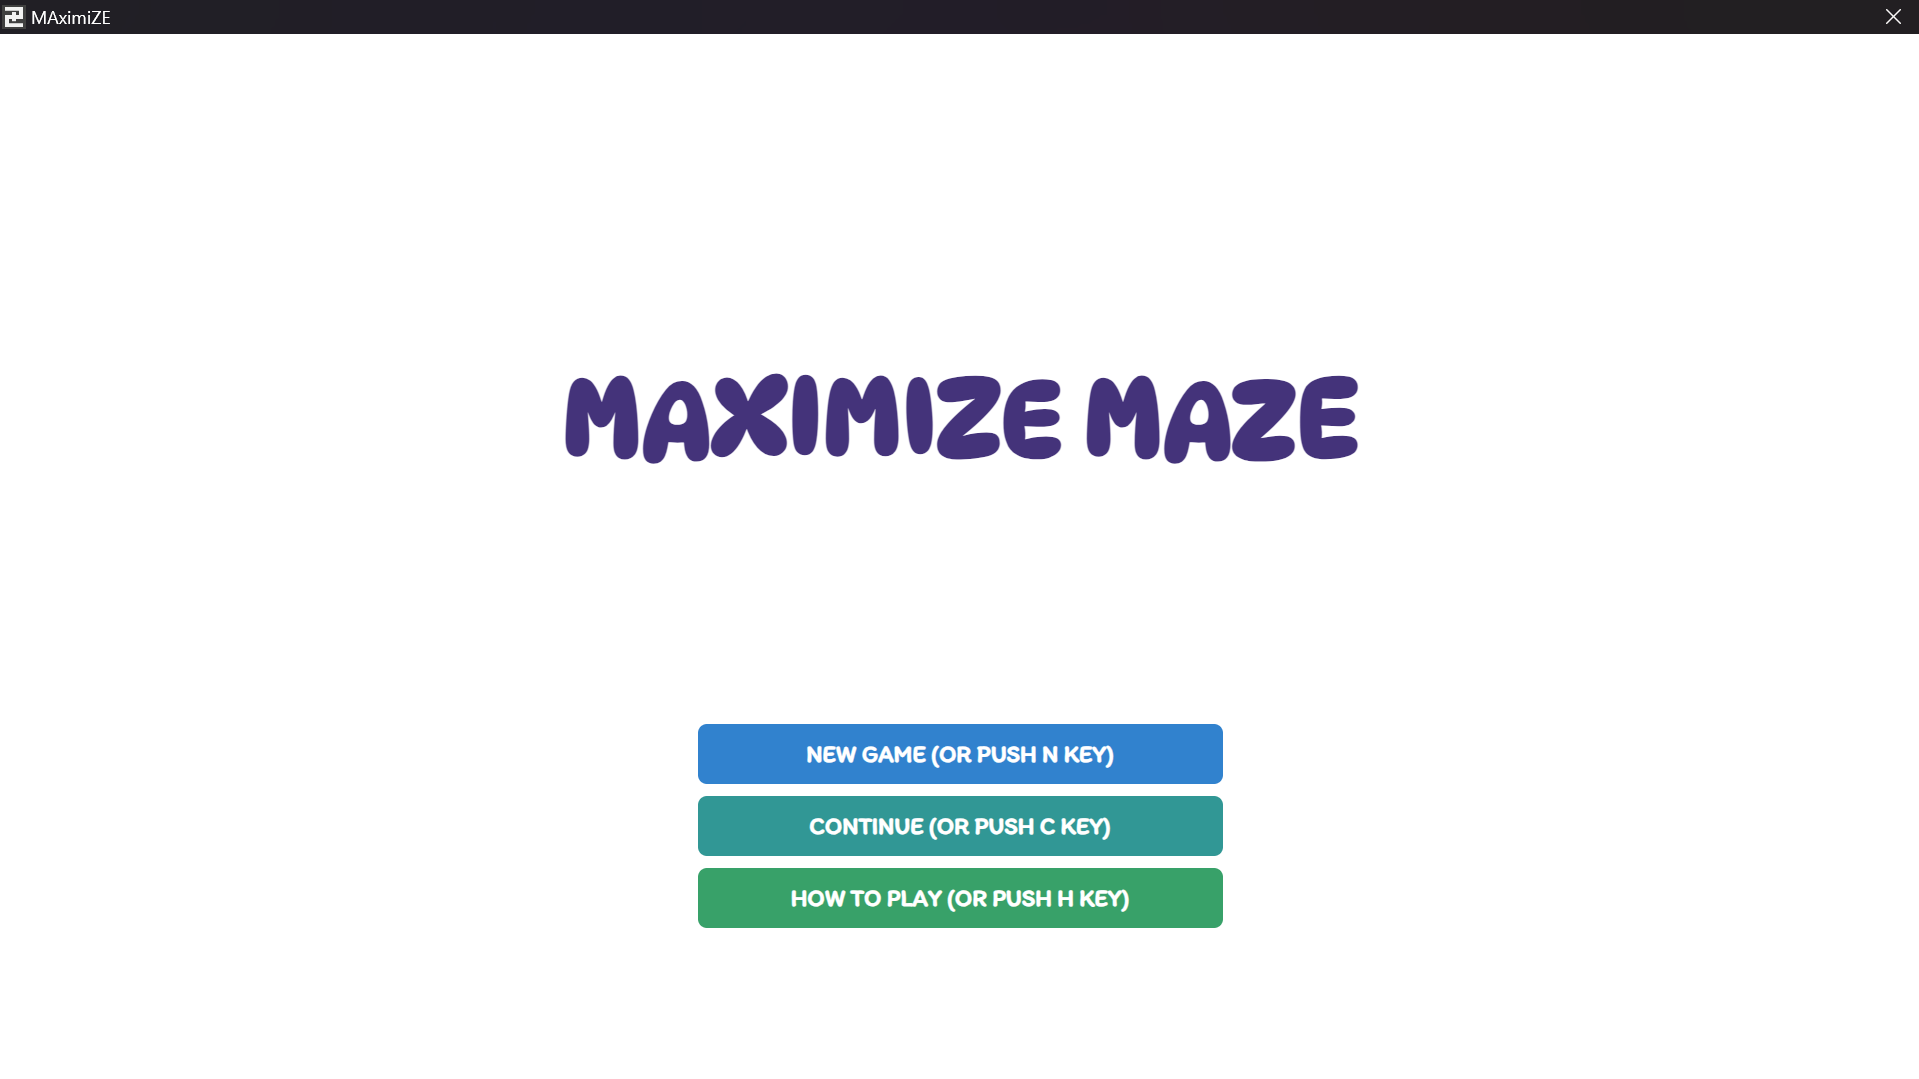 MAximiZE
MAXIMIZE MAZE
NEW GAME (OR PUSH N KEY)
CONTINUE (OR PUSH C KEY)
HOW TO PLAY (OR PUSH H KEY)